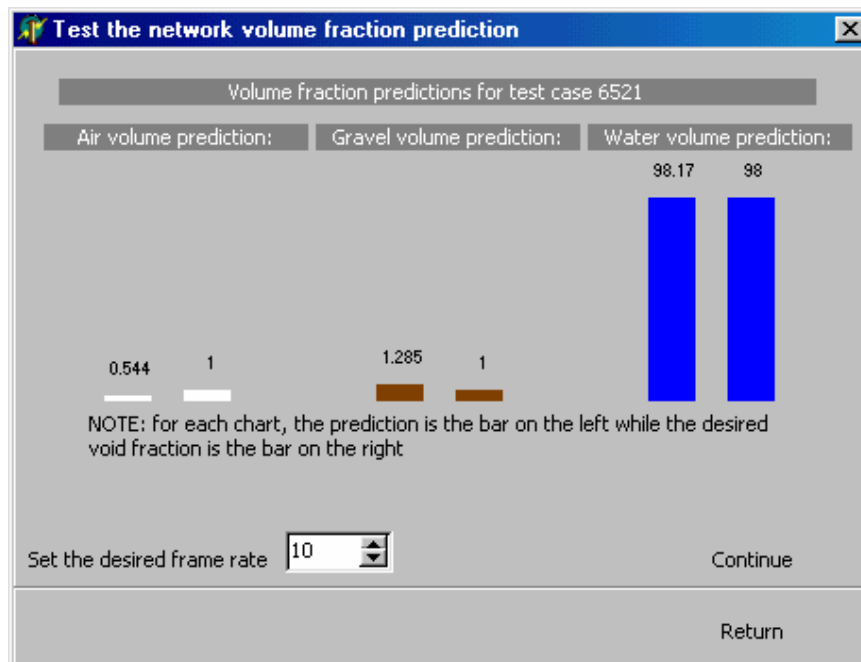 Test the network volume fraction prediction
Volume fraction predictions for test case 6521
Air volume prediction:
Gravel volume prediction:
Water volume prediction:
98.17
98
0.544
1
1.285
1
NOTE: for each chart, the prediction is the bar on the left while the desired
void fraction is the bar on the right
Set the desired frame rate
10
Continue
Return